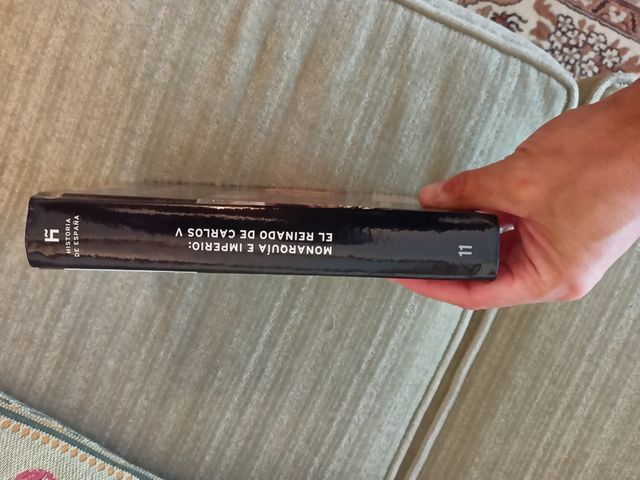 11
MONARQUÍA E IMPERIO:
EL REINADO DE CARLOS V
HISTORIA
DE ESPAÑA